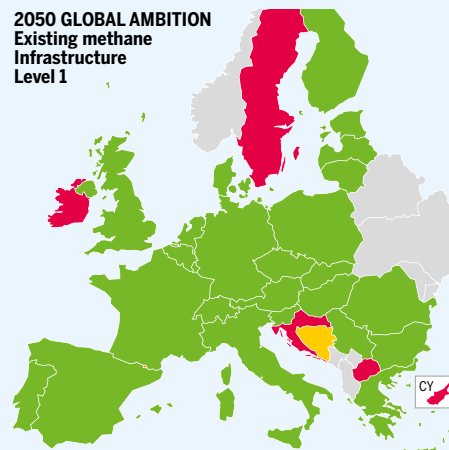 2050 GLOBAL AMBITION
Existing methane
Infrastructure
Level 1
CY